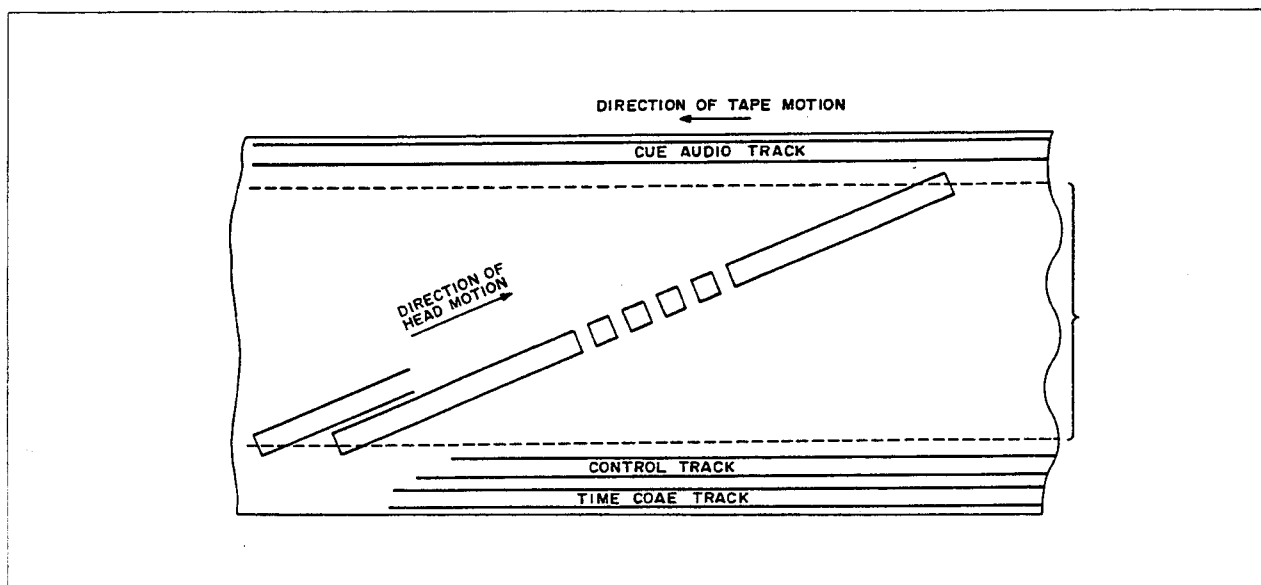 DIRECTION OF TAPE MOTION
CUE AUDIO TRACK
DIRECTION OF
HEAD MOTION
CONTROL TRACK
TIME COAE TRACK